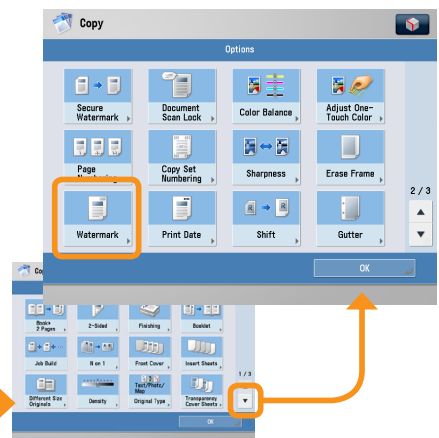 Copy
Options
Secure
Watermark
Document
Scan Lock
Color Balance
Adjust One-
Touch Color
Page
Numbering
Copy Set
Numbering
Sharpness
Erase Frame
2 / 3
Watermark
Print Date
Shift
Gutter
OK
Co
Book▸
2 Pages
2-Sided
Finishing
Booklet
Job Build
N on 1
Front Cover
Insert Sheets
1 / 3
Different Size
Originals
Density
Text/Photo/
Map
Original Type
Transparency
Cover Sheets
OK